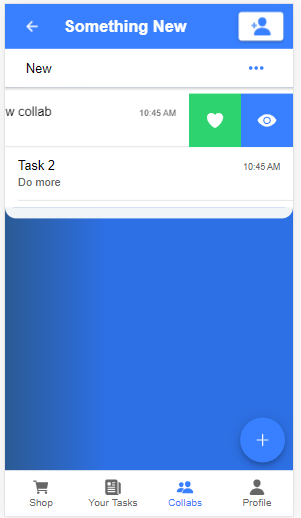 Something New
New
w collab 10:45 AM
Task 2 10:45 AM
Do more
Shop Your Tasks Collabs Profile